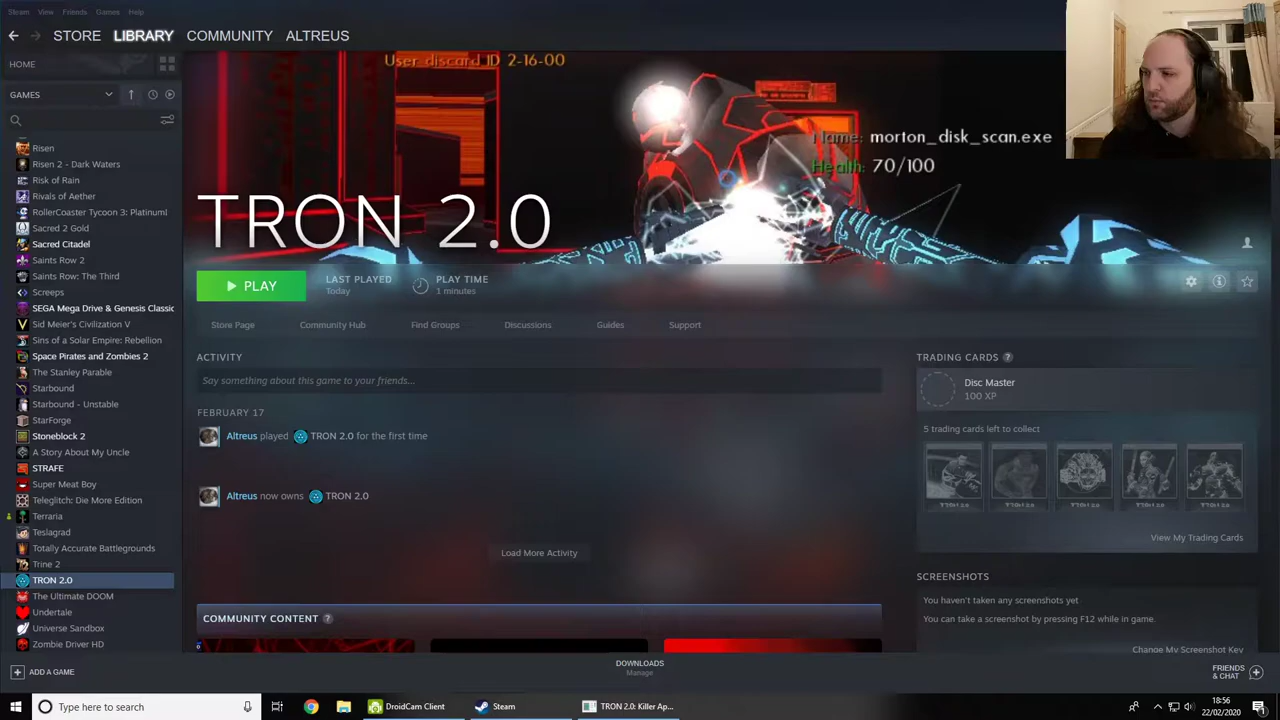 Steam View Friends Games Help
STORE LIBRARY COMMUNITY ALTREUS
HOME
GAMES
Risen
Risen 2 - Dark Waters
Risk of Rain
Rivals of Aether
RollerCoaster Tycoon 3: Platinum!
Sacred 2 Gold
Sacred Citadel
Saints Row 2
Saints Row: The Third
Screeps
SEGA Mega Drive & Genesis Classic
Sid Meier's Civilization V
Sins of a Solar Empire: Rebellion
Space Pirates and Zombies 2
The Stanley Parable
Starbound
Starbound - Unstable
StarForge
Stoneblock 2
A Story About My Uncle
STRAFE
Super Meat Boy
Teleglitch: Die More Edition
Terraria
Teslagrad
Totally Accurate Battlegrounds
Trine 2
TRON 2.0
The Ultimate DOOM
Undertale
Universe Sandbox
Zombie Driver HD
ADD A GAME
User discard ID 2-16-00
Name: morton_disk_scan.exe
Health: 70/100
TRON 2.0
PLAY
LAST PLAYED
Today
PLAY TIME
1 minutes
Store Page Community Hub Find Groups Discussions Guides Support
ACTIVITY
Say something about this game to your friends...
FEBRUARY 17
Altreus played TRON 2.0 for the first time
Altreus now owns TRON 2.0
Load More Activity
COMMUNITY CONTENT ?
TRADING CARDS ?
Disc Master
100 XP
5 trading cards left to collect
View My Trading Cards
SCREENSHOTS
You haven't taken any screenshots yet
You can take a screenshot by pressing F12 while in game.
Change My Screenshot Key
DOWNLOADS
Manage
FRIENDS
& CHAT
Type here to search
DroidCam Client
Steam
TRON 2.0: Killer Ap...
18:56
22/02/2020